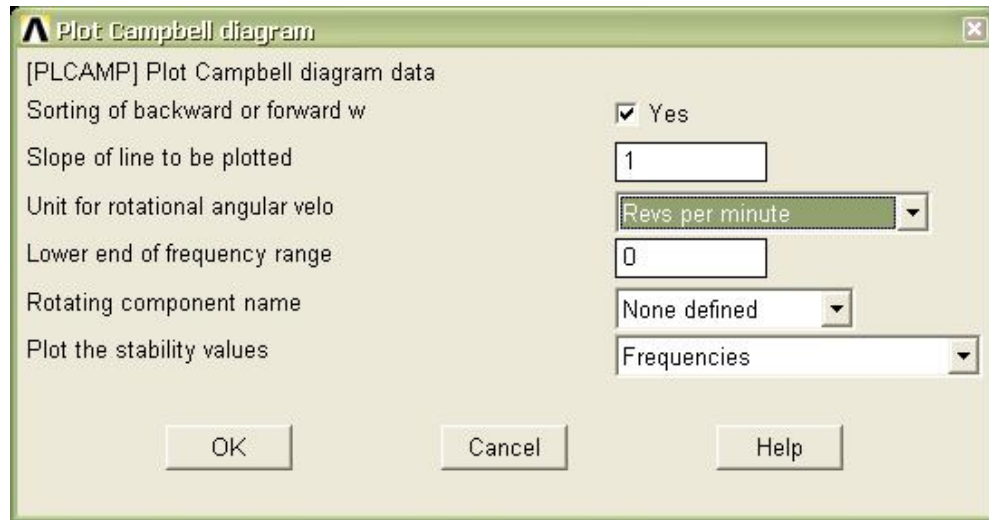 Plot Campbell diagram
[PLCAMP] Plot Campbell diagram data
Sorting of backward or forward w Yes
Slope of line to be plotted 1
Unit for rotational angular velo Revs per minute
Lower end of frequency range 0
Rotating component name None defined
Plot the stability values Frequencies
OK Cancel Help